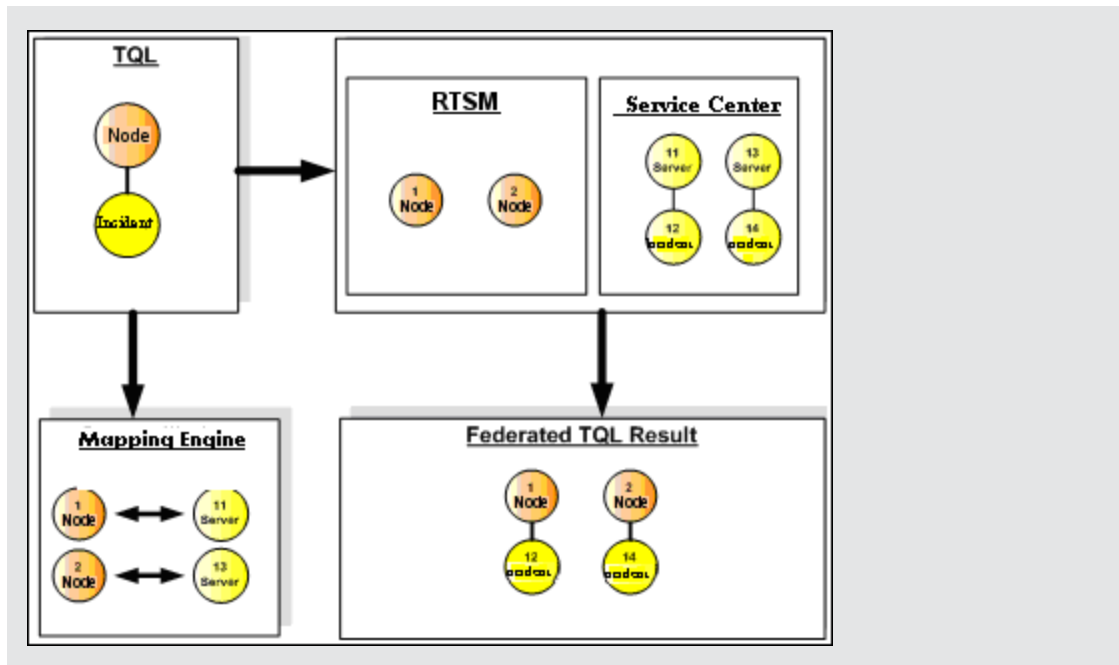 TQL
Node
Incident
RTSM
1
Node
2
Node
Service Center
11
Server
13
Server
12
14
Mapping Engine
1
Node
11
Server
2
Node
13
Server
Federated TQL Result
1
Node
2
Node
12
14